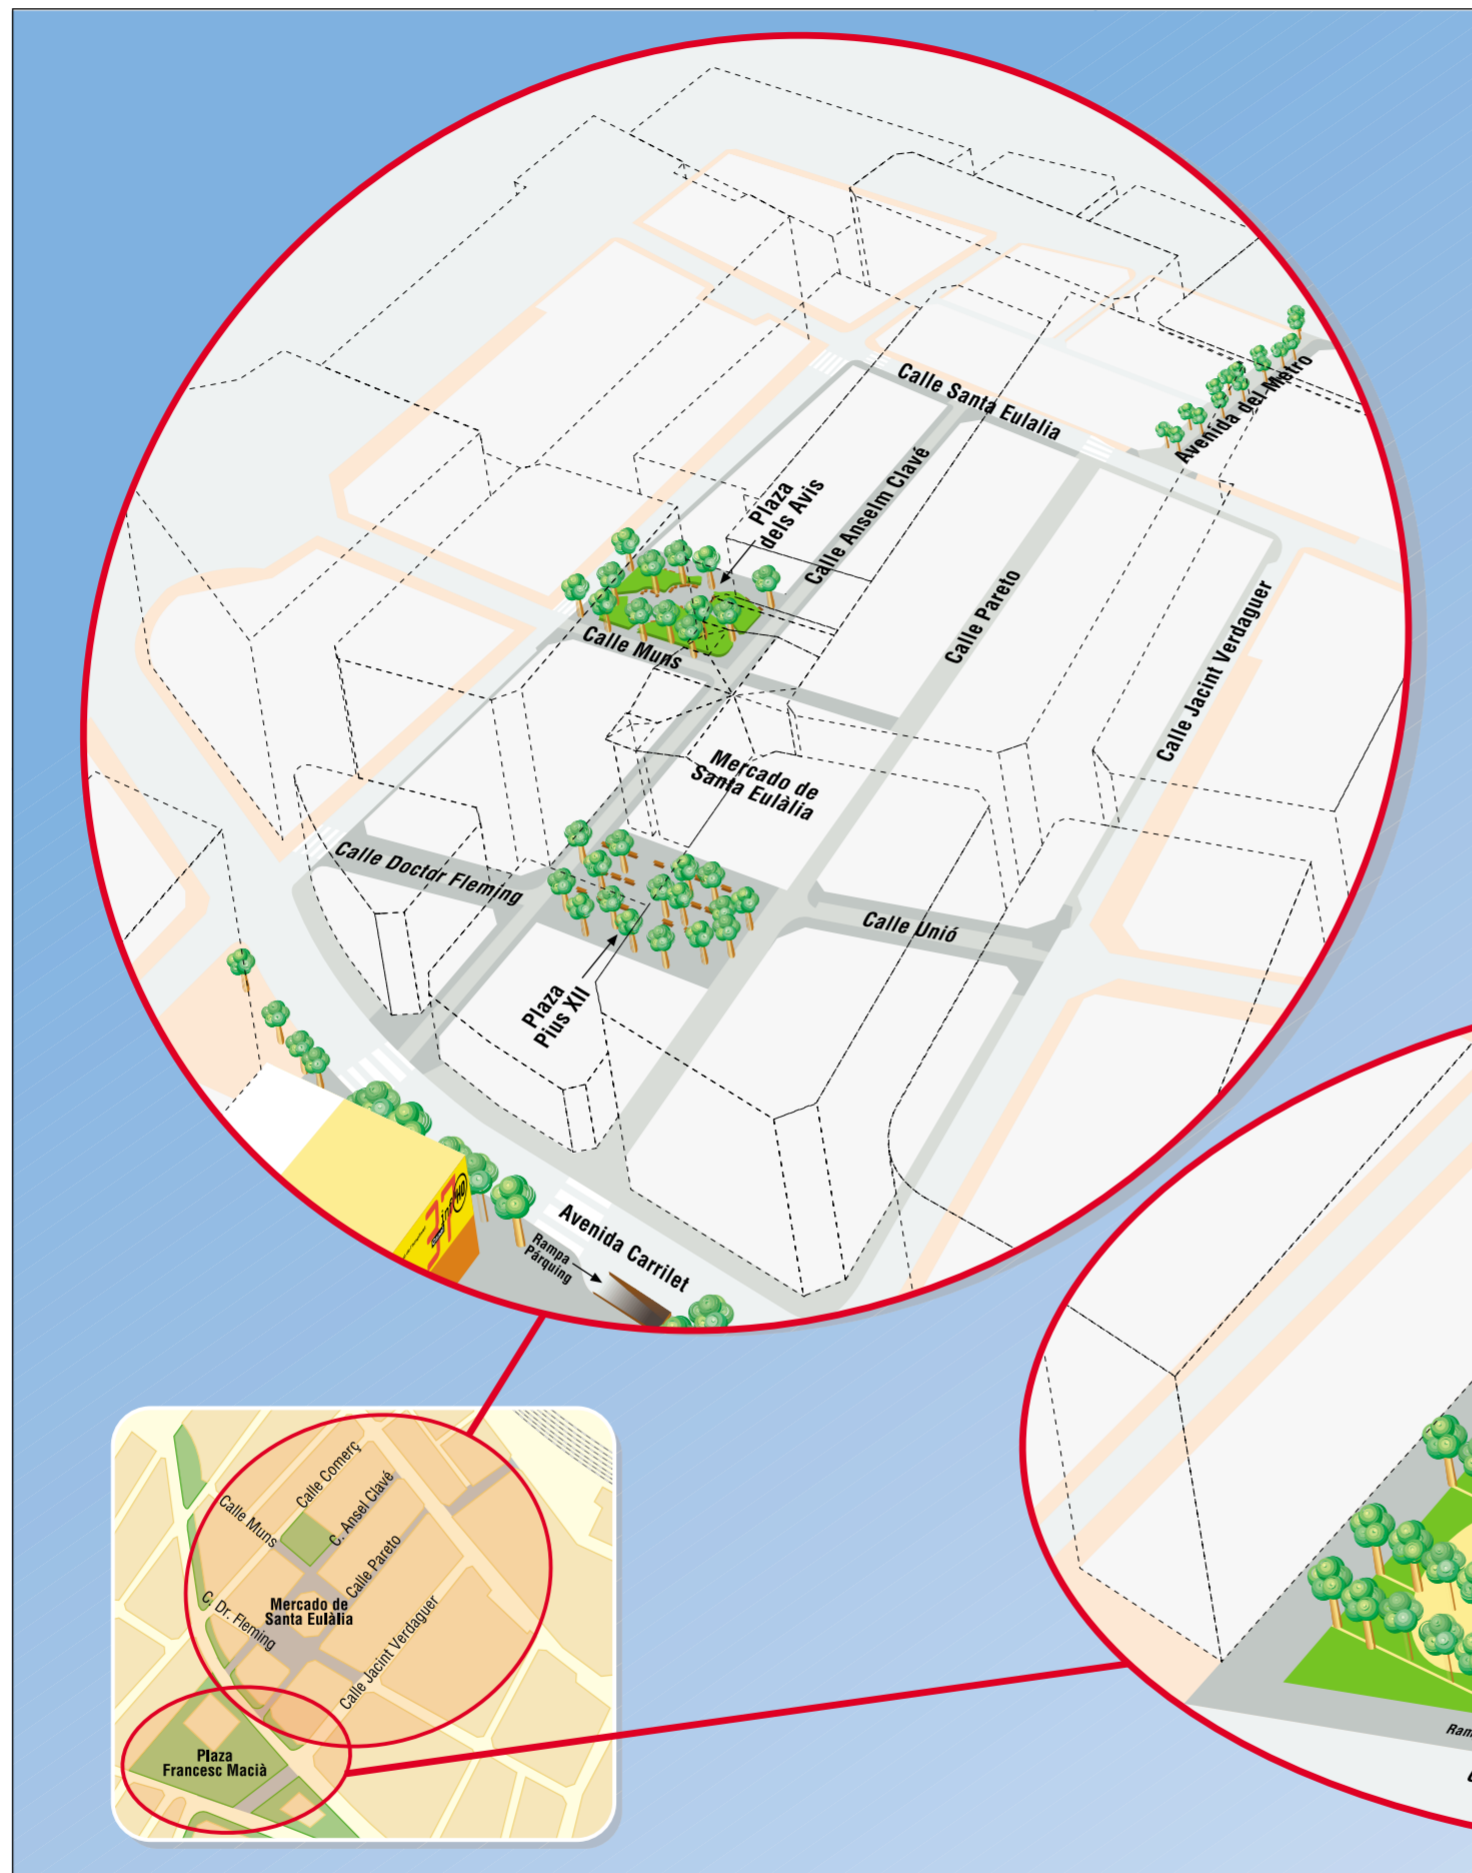 Calle Santa Eulalia
Avenida del Metro
Plaza
dels Avis
Calle Anselm Clavé
Calle Pareto
Calle Jacint Verdaguer
Calle Muns
Mercado de
Santa Eulàlia
Calle Doctor Fleming
Calle Unió
Plaza
Pius XII
Avenida Carrilet
Rampa
Párquing
Calle Comerç
Calle Muns
C. Ansel Clavé
Calle Pareto
C. Dr. Fleming
Mercado de
Santa Eulàlia
Calle Jacint Verdaguer
Plaza
Francesc Macià